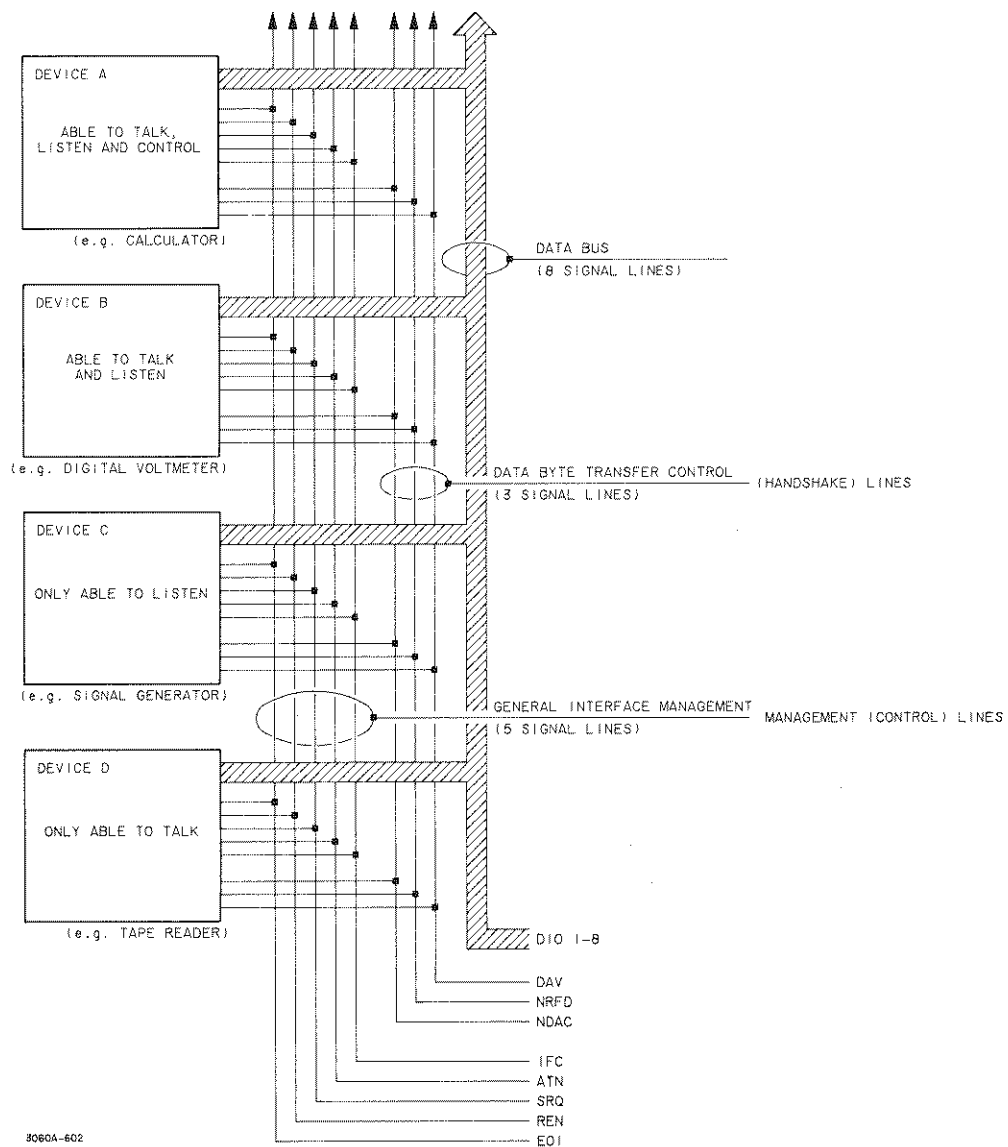 DEVICE A
ABLE TO TALK,
LISTEN AND CONTROL
(e.g. CALCULATOR)
DATA BUS
(8 SIGNAL LINES)
DEVICE B
ABLE TO TALK
AND LISTEN
(e.g. DIGITAL VOLTMETER)
DATA BYTE TRANSFER CONTROL
(3 SIGNAL LINES)
(HANDSHAKE) LINES
DEVICE C
ONLY ABLE TO LISTEN
(e.g. SIGNAL GENERATOR)
GENERAL INTERFACE MANAGEMENT
(5 SIGNAL LINES)
MANAGEMENT (CONTROL) LINES
DEVICE D
ONLY ABLE TO TALK
(e.g. TAPE READER)
DIO 1-8
DAV
NRFD
NDAC
IFC
ATN
SRQ
REN
EOI
3060A-602